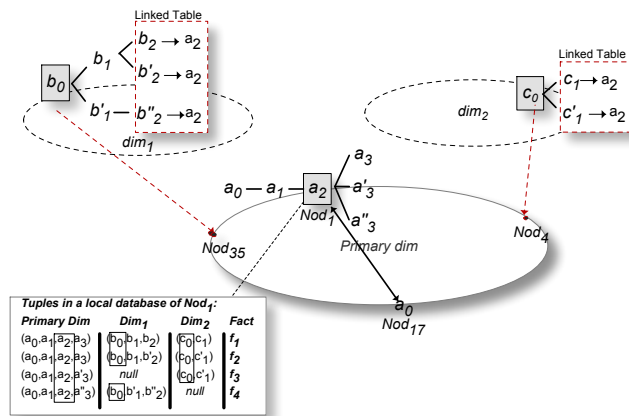 Linked Table
b0
b1
b2 → a2
b'2 → a2
b'1
b"2 → a2
dim1
Linked Table
c0
c1 → a2
c'1 → a2
dim2
a0 — a1 — a2
a3
a'3
a"3
Nod1
Primary dim
Nod35
Nod4
a0
Nod17
Tuples in a local database of Nod1:
Primary Dim Dim1 Dim2 Fact
(a0,a1,a2,a3) (b0,b1,b2) (c0,c1) f1
(a0,a1,a2,a3) (b0,b1,b'2) (c0,c'1) f2
(a0,a1,a2,a'3) null (c0,c'1) f3
(a0,a1,a2,a"3) (b0,b'1,b"2) null f4